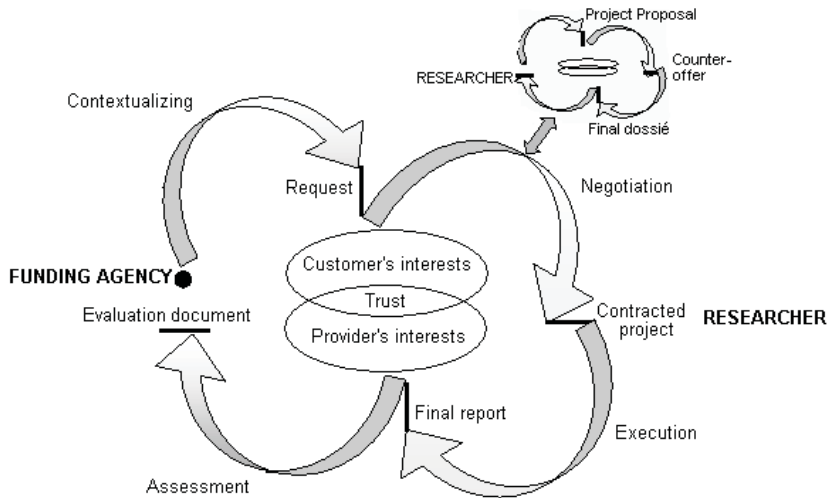 Project Proposal
RESEARCHER
Counter-
offer
Final dossié
Contextualizing
Request
Negotiation
FUNDING AGENCY
Customer's interests
Trust
Provider's interests
Evaluation document
Contracted
project
RESEARCHER
Final report
Execution
Assessment